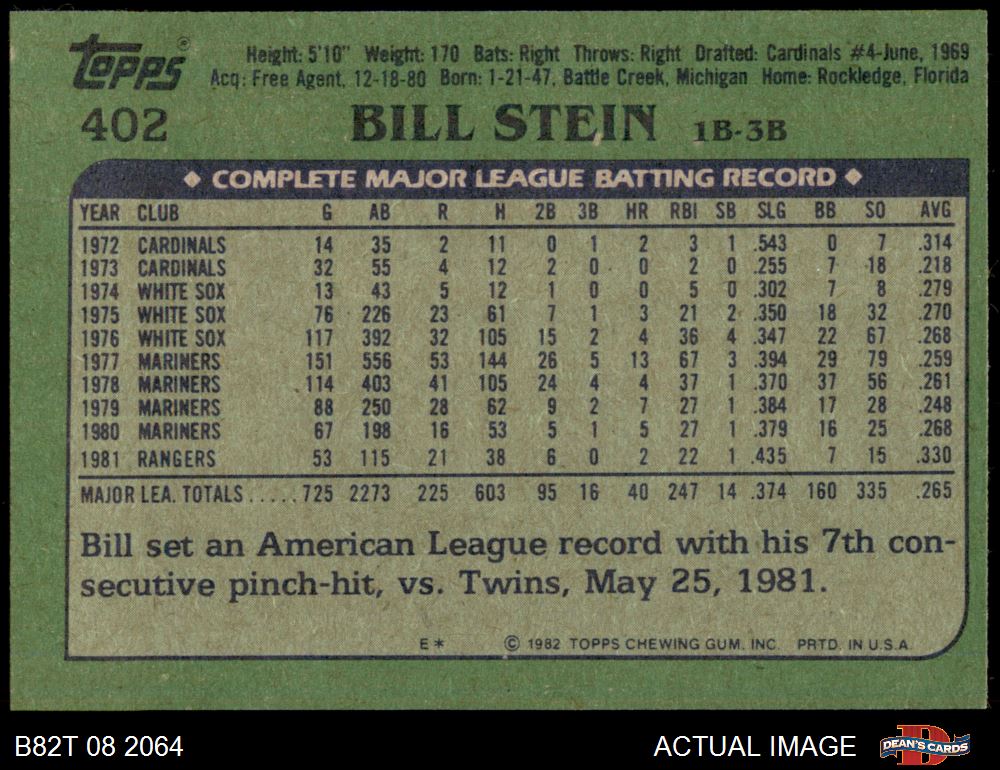 Topps® Height: 5'10" Weight: 170 Bats: Right Throws: Right Drafted: Cardinals #4-June, 1969
Acq: Free Agent, 12-18-80 Born: 1-21-47, Battle Creek, Michigan Home: Rockledge, Florida
402 BILL STEIN 1B-3B
◆ COMPLETE MAJOR LEAGUE BATTING RECORD ◆
YEAR CLUB G AB R H 2B 3B HR RBI SB SLG BB SO AVG
1972 CARDINALS 14 35 2 11 0 1 2 3 1 .543 0 7 .314
1973 CARDINALS 32 55 4 12 2 0 0 2 0 .255 7 18 .218
1974 WHITE SOX 13 43 5 12 1 0 0 5 0 .302 7 8 .279
1975 WHITE SOX 76 226 23 61 7 1 3 21 2 .350 18 32 .270
1976 WHITE SOX 117 392 32 105 15 2 4 36 4 .347 22 67 .268
1977 MARINERS 151 556 53 144 26 5 13 67 3 .394 29 79 .259
1978 MARINERS 114 403 41 105 24 4 4 37 1 .370 37 56 .261
1979 MARINERS 88 250 28 62 9 2 7 27 1 .384 17 28 .248
1980 MARINERS 67 198 16 53 5 1 5 27 1 .379 16 25 .268
1981 RANGERS 53 115 21 38 6 0 2 22 1 .435 7 15 .330
MAJOR LEA. TOTALS.....725 2273 225 603 95 16 40 247 14 .374 160 335 .265
Bill set an American League record with his 7th con-
secutive pinch-hit, vs. Twins, May 25, 1981.
E* © 1982 TOPPS CHEWING GUM, INC. PRTD. IN U.S.A.
B82T 08 2064 ACTUAL IMAGE DEAN'S CARDS